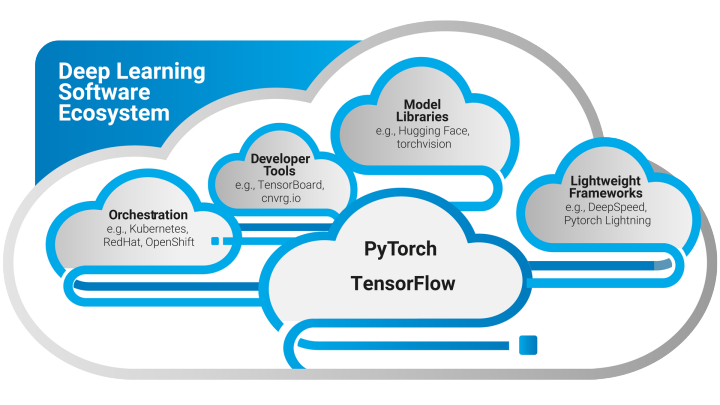 Deep Learning
Software
Ecosystem
Model
Libraries
e.g., Hugging Face,
torchvision
Developer
Tools
e.g., TensorBoard,
cnvrg.io
Lightweight
Frameworks
e.g., DeepSpeed,
Pytorch Lightning
Orchestration
e.g., Kubernetes,
RedHat, OpenShift
PyTorch
TensorFlow